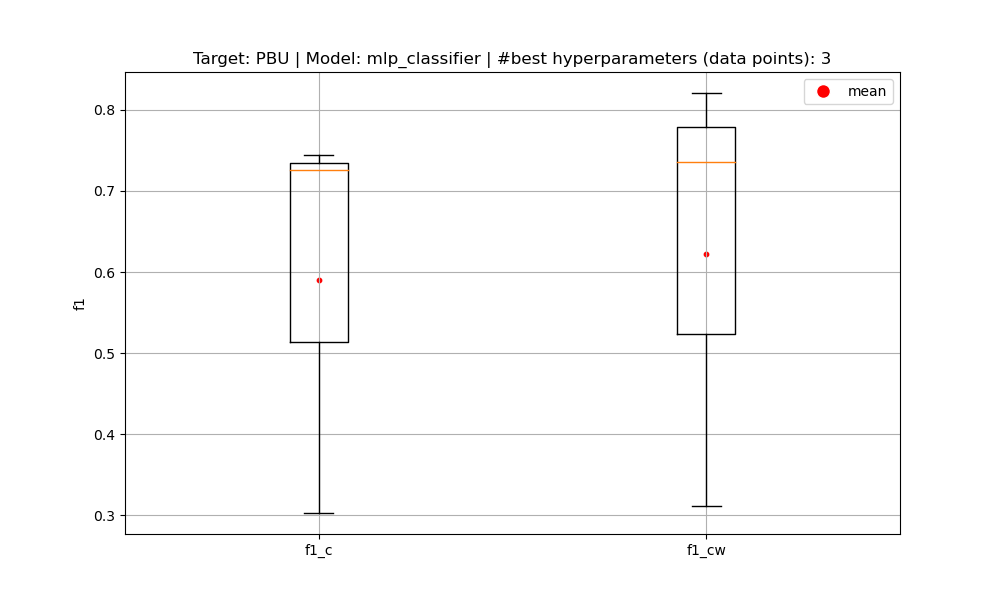 Target: PBU | Model: mlp_classifier | #best hyperparameters (data points): 3
mean
0.8
0.7
0.6
0.5
0.4
0.3
f1
f1_c
f1_cw